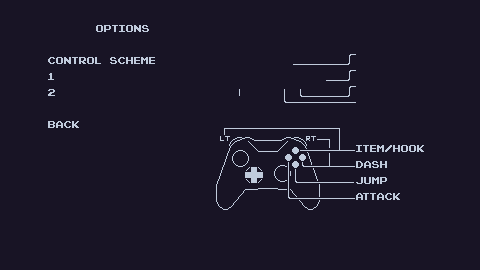 OPTIONS
CONTROL SCHEME
1
2
BACK
LT
RT
ITEM/HOOK
DASH
JUMP
ATTACK